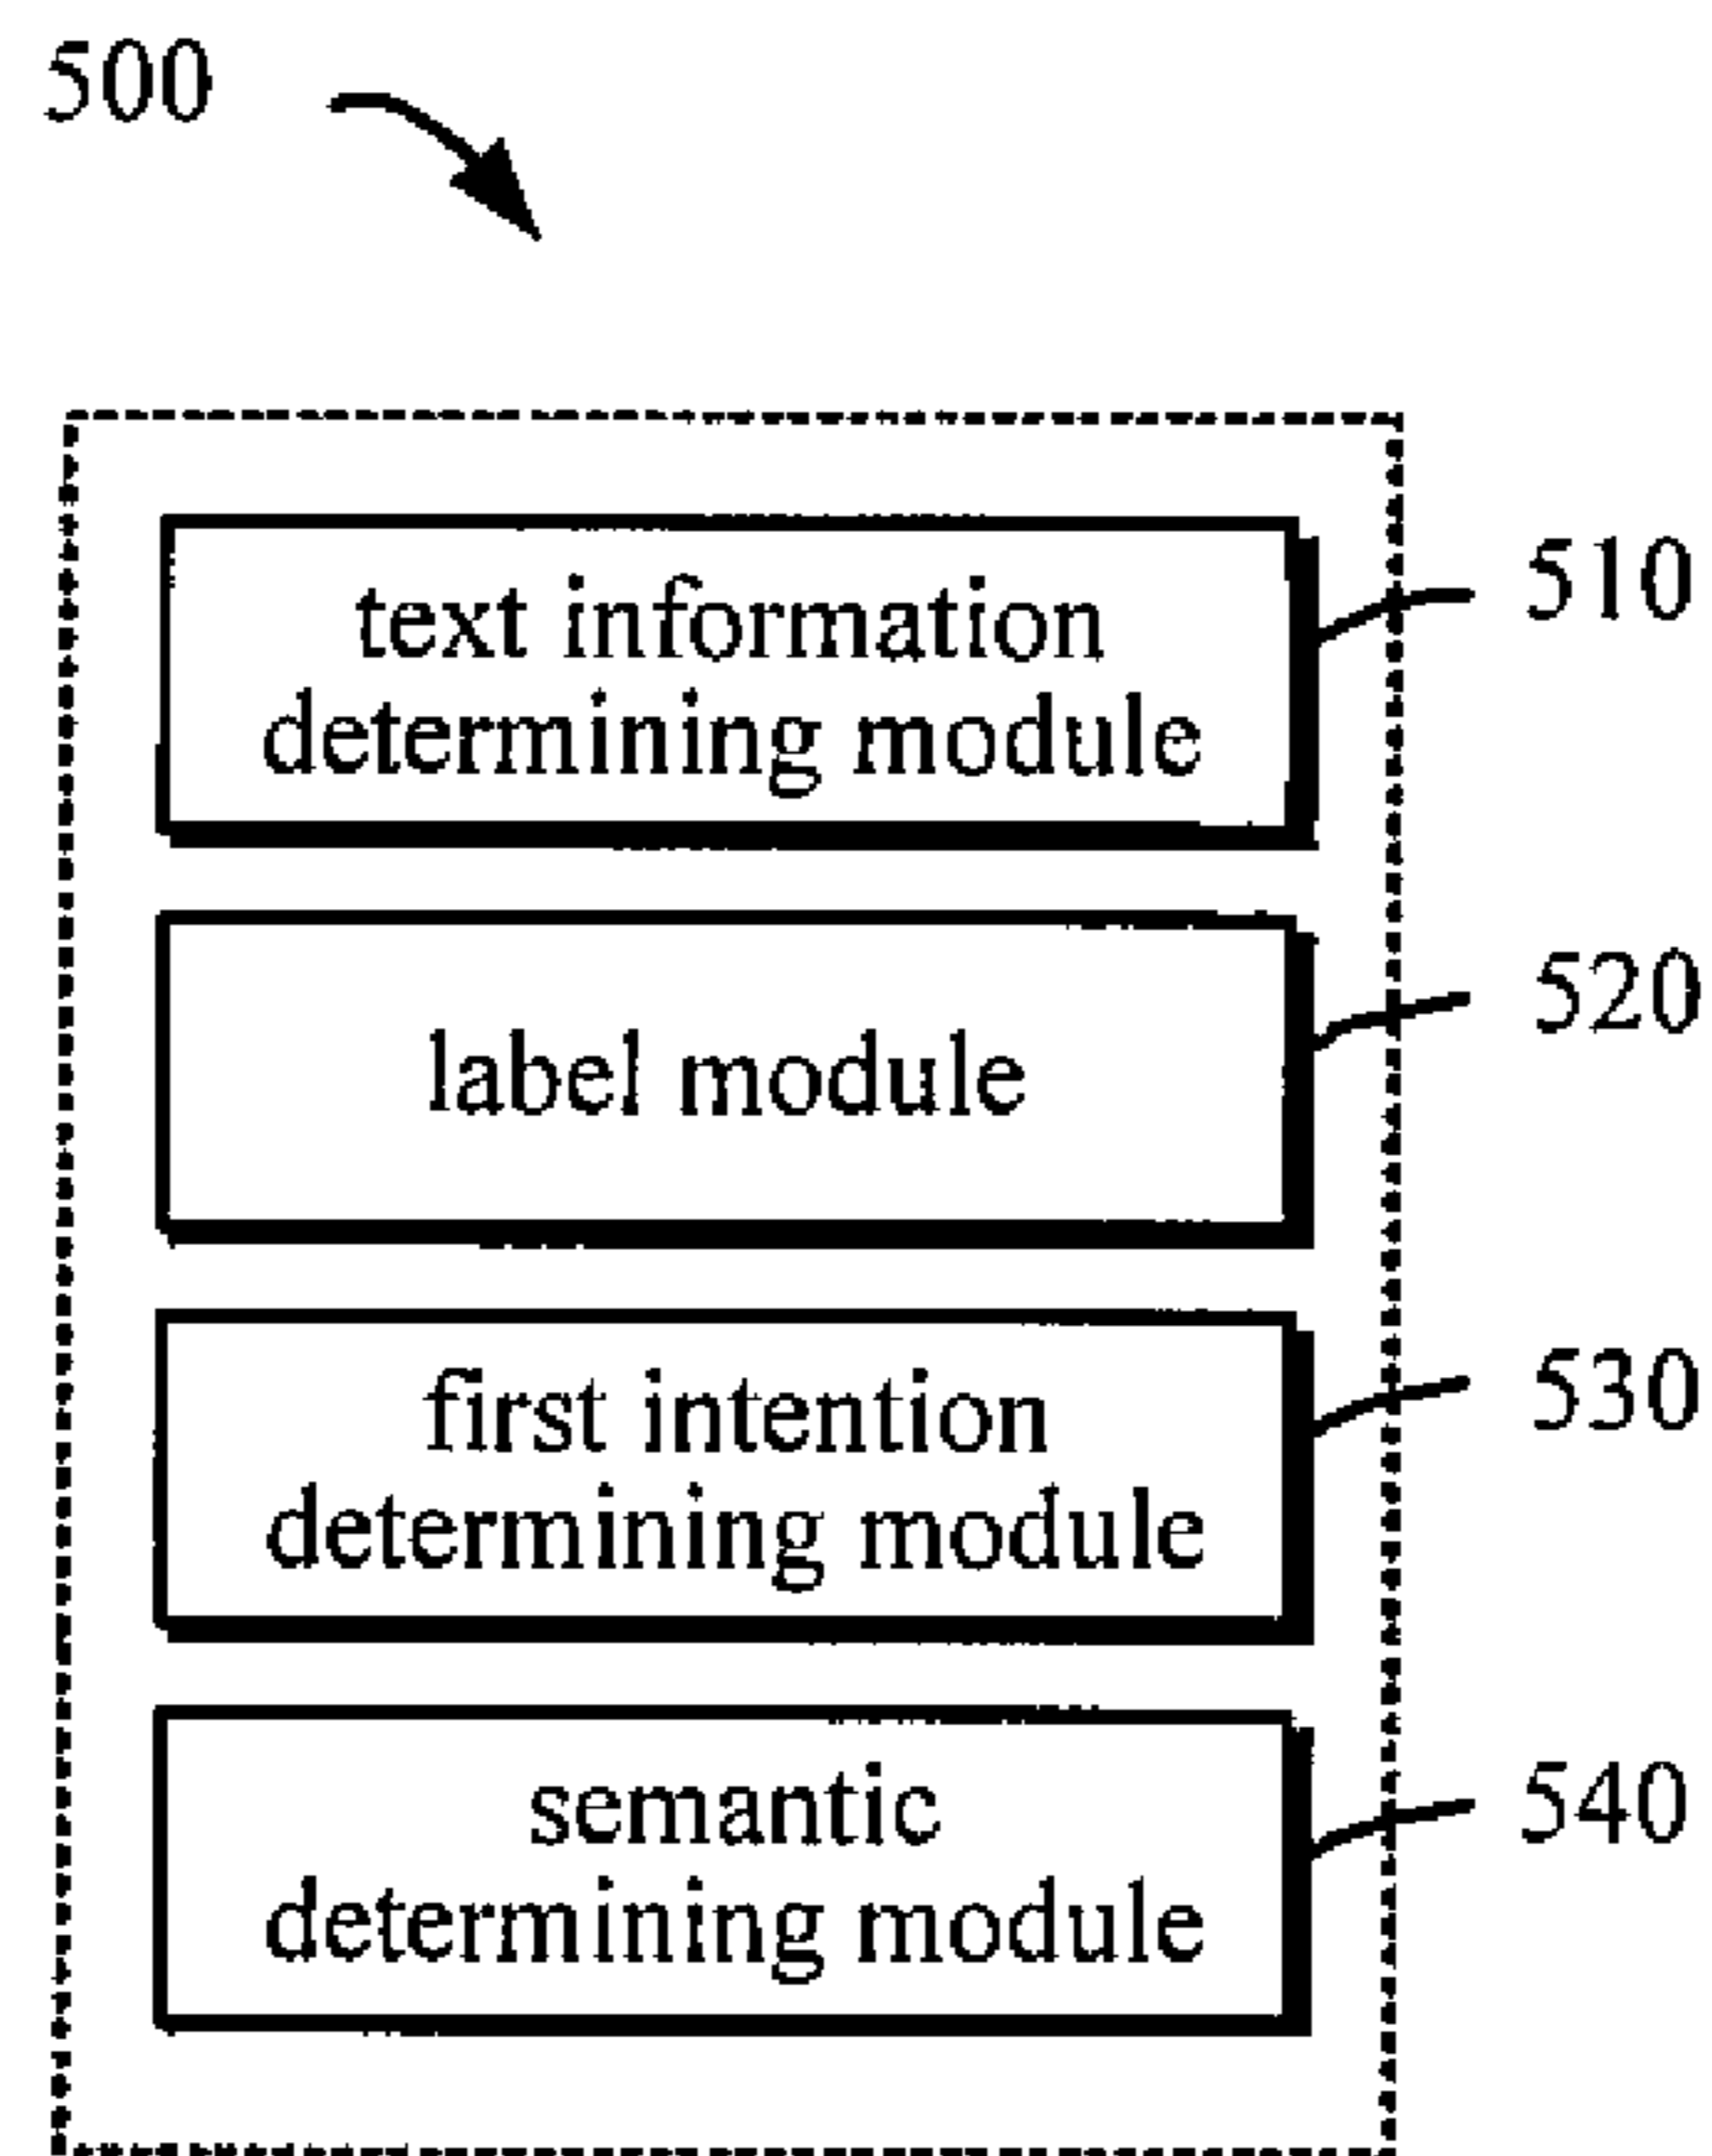 500
text information
determining module
510
label module
520
first intention
determining module
530
semantic
determining module
540